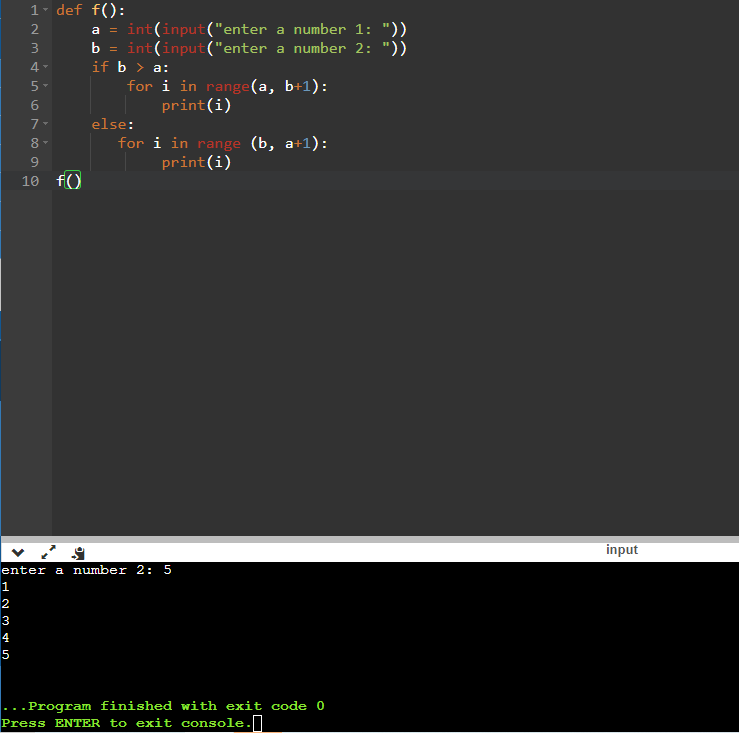 1 def f():
2     a = int(input("enter a number 1: "))
3     b = int(input("enter a number 2: "))
4     if b > a:
5         for i in range(a, b+1):
6             print(i)
7     else:
8        for i in range (b, a+1):
9             print(i)
10 f()
input
enter a number 2: 5
1
2
3
4
5
...Program finished with exit code 0
Press ENTER to exit console.